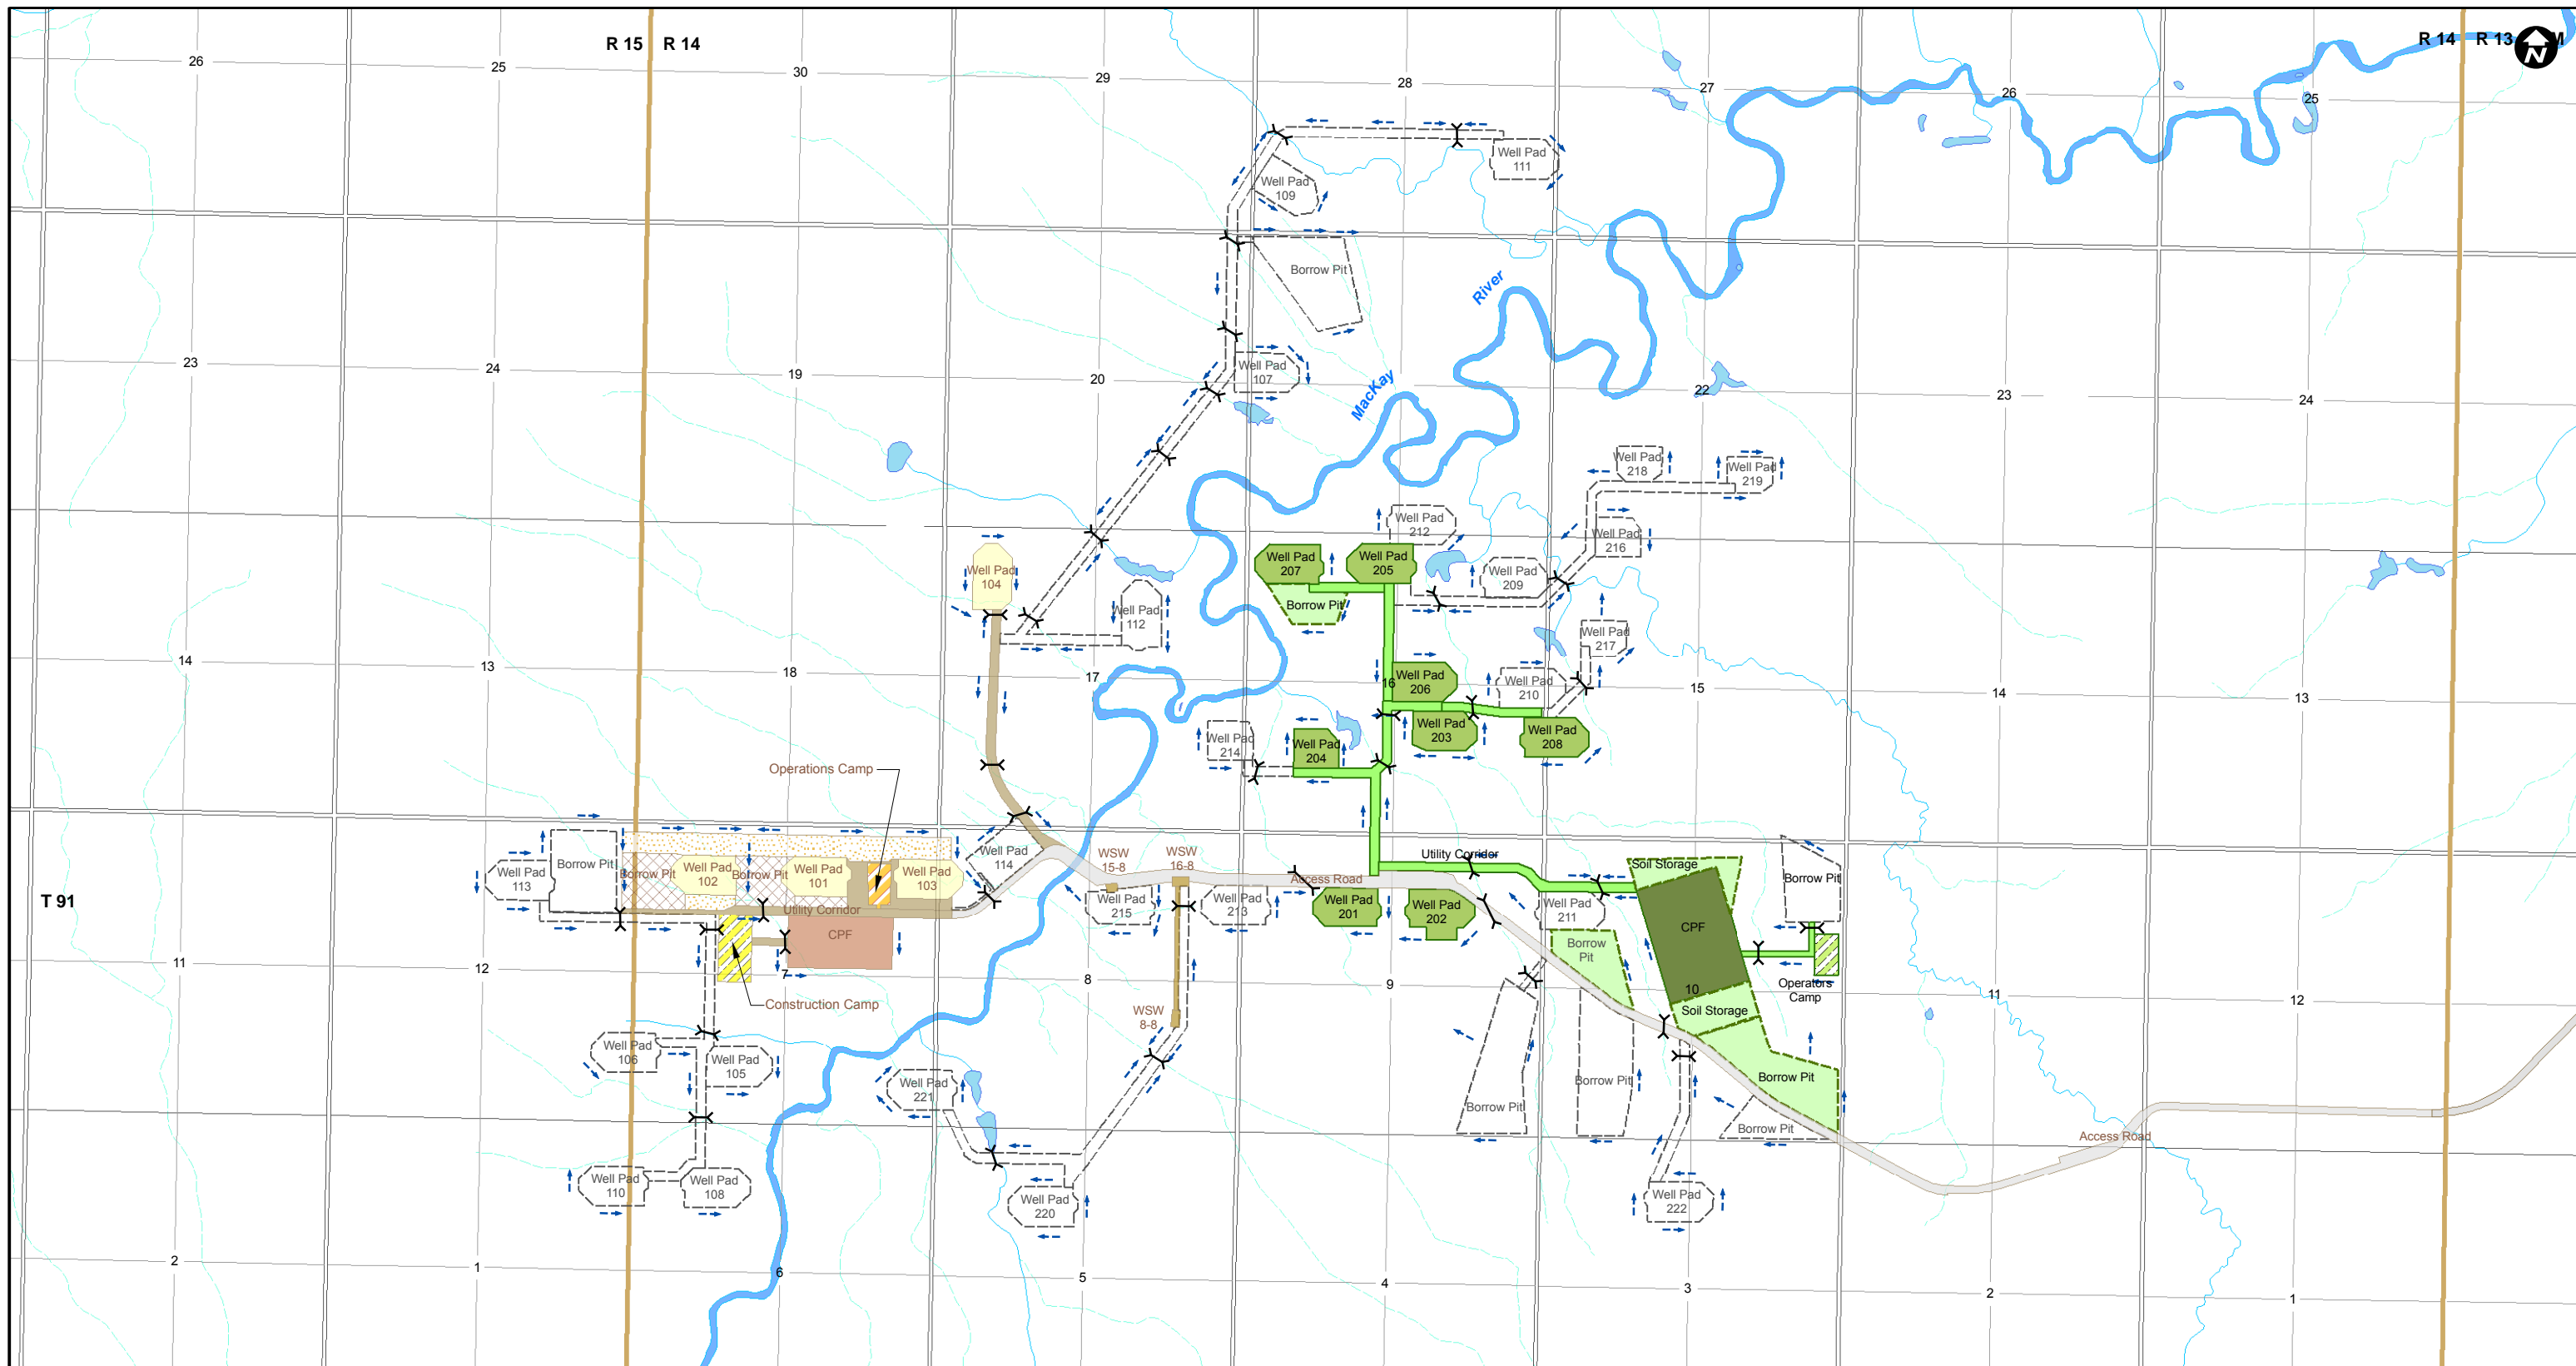 R 15
R 14
R 14
R 13
M
N
26
25
30
29
28
27
26
25
Well Pad
111
Well Pad
109
Borrow Pit
River
MacKay
23
24
19
20
Well Pad
107
22
23
24
Well Pad
218
Well Pad
219
Well Pad
212
Well Pad
216
Well Pad
104
Well Pad
207
Well Pad
205
Well Pad
209
Borrow Pit
Well Pad
112
Well Pad
217
14
13
18
17
16
Well Pad
206
Well Pad
210
15
14
13
Well Pad
214
Well Pad
204
Well Pad
203
Well Pad
208
Operations Camp
Well Pad
113
Borrow Pit
Borrow Pit
Well Pad
102
Borrow Pit
Well Pad
101
Well Pad
103
Well Pad
114
WSW
15-8
WSW
16-8
Utility Corridor
Access Road
Soil Storage
Borrow Pit
T 91
Utility Corridor
Well Pad
215
Well Pad
213
Well Pad
201
Well Pad
202
Well Pad
211
CPF
CPF
Borrow
Pit
11
12
7
8
9
10
11
12
Operators
Camp
Construction Camp
WSW
8-8
Soil Storage
Well Pad
106
Well Pad
105
Well Pad
221
Borrow Pit
Borrow Pit
Borrow Pit
Borrow Pit
Access Road
Well Pad
110
Well Pad
108
Well Pad
220
Well Pad
222
2
1
6
5
4
3
2
1